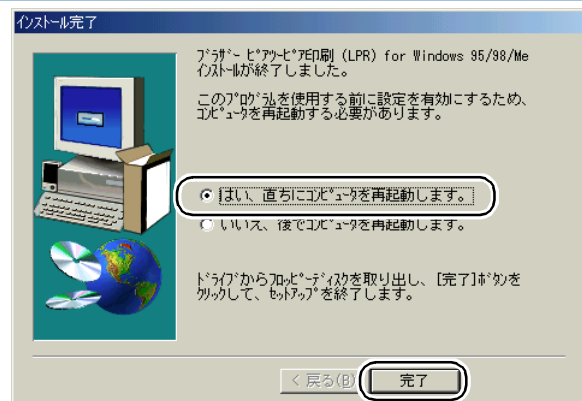 インストール完了
ブラザー ピアツーピア印刷 (LPR) for Windows 95/98/Me
インストールが終了しました。
このプログラムを使用する前に設定を有効にするため、
コンピュータを再起動する必要があります。
はい、直ちにコンピュータを再起動します。
いいえ、後でコンピュータを再起動します。
ドライブからフロッピーディスクを取り出し、[完了]ボタンを
クリックして、セットアップを終了します。
< 戻る(B)
完了